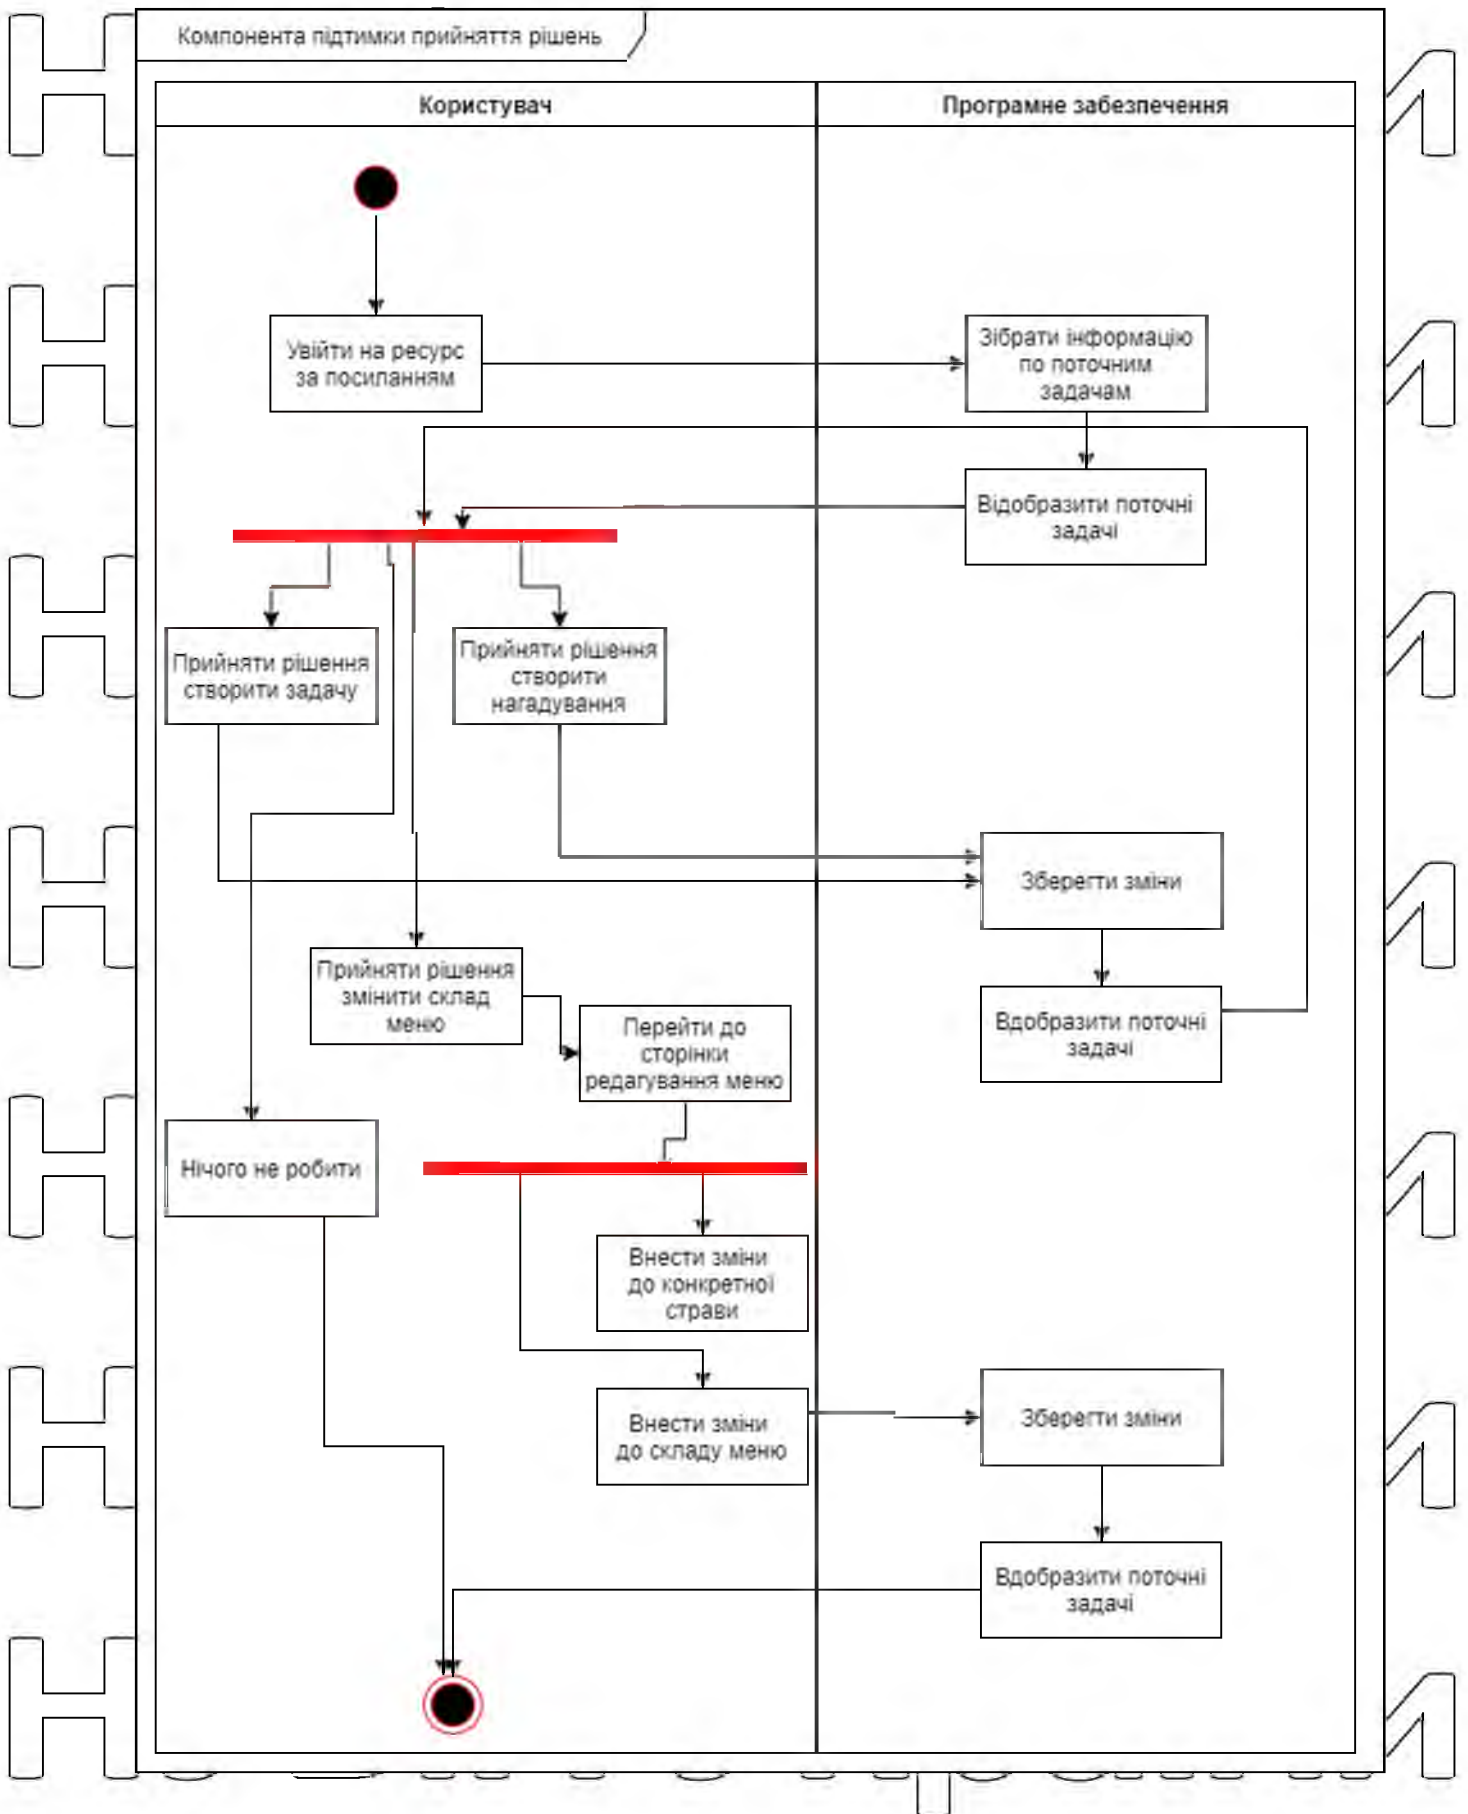 Компонента підтимки прийняття рішень
Користувач
Програмне забезпечення
Увійти на ресурс
за посиланням
Зібрати інформацію
по поточним
задачам
Відобразити поточні
задачі
Прийняти рішення
створити задачу
Прийняти рішення
створити
нагадування
Зберегти зміни
Прийняти рішення
змінити склад
меню
Перейти до
сторінки
редагування меню
Вдобразити поточні
задачі
Нічого не робити
Внести зміни
до конкретної
страви
Внести зміни
до складу меню
Зберегти зміни
Вдобразити поточні
задачі